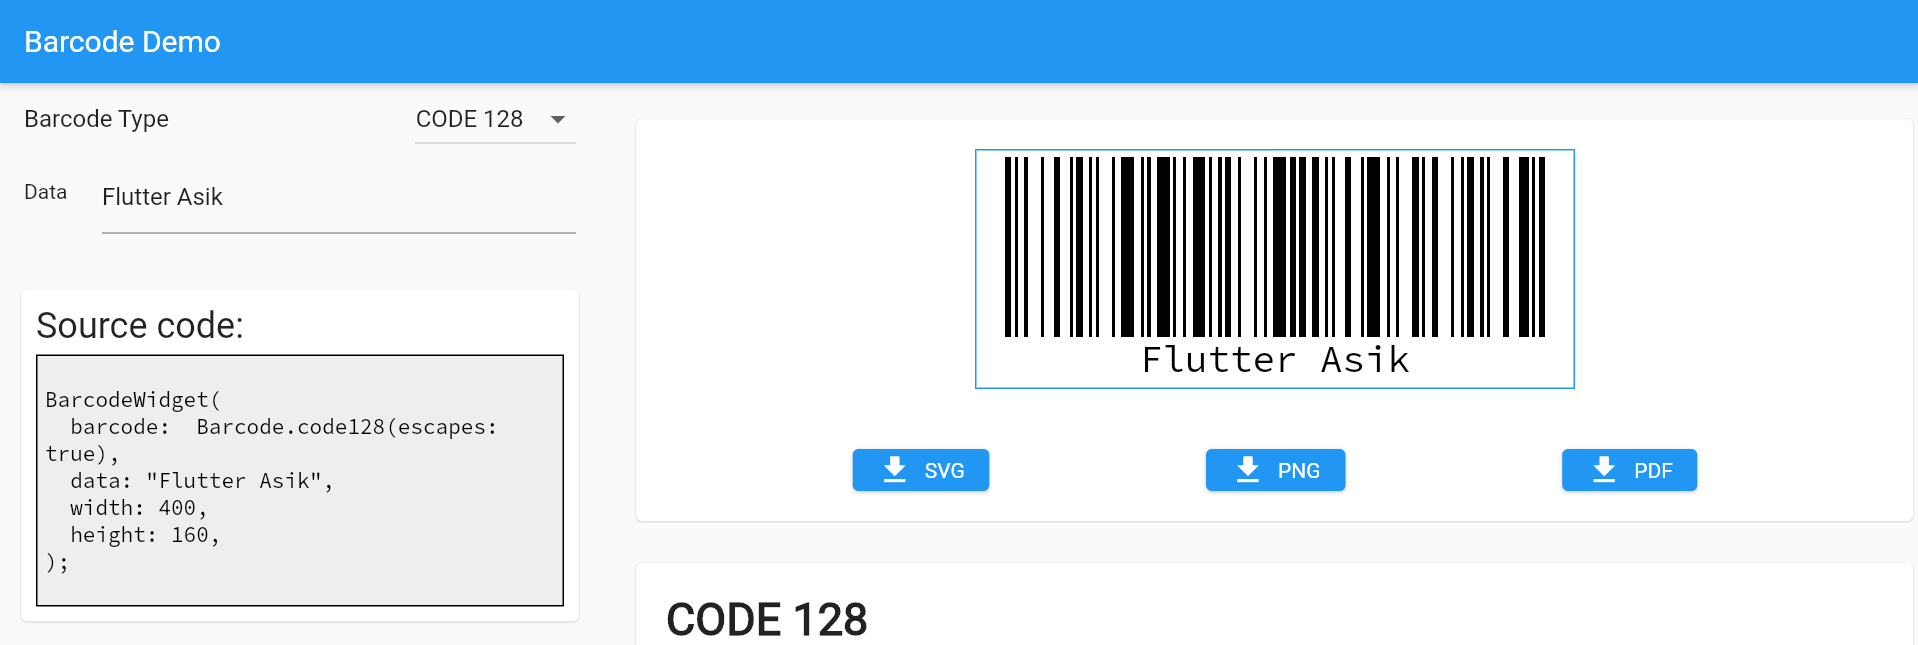 Barcode Demo
Barcode Type
CODE 128
Data
Flutter Asik
Source code:
BarcodeWidget(
  barcode:  Barcode.code128(escapes:
true),
  data: "Flutter Asik",
  width: 400,
  height: 160,
);
Flutter Asik
SVG
PNG
PDF
CODE 128